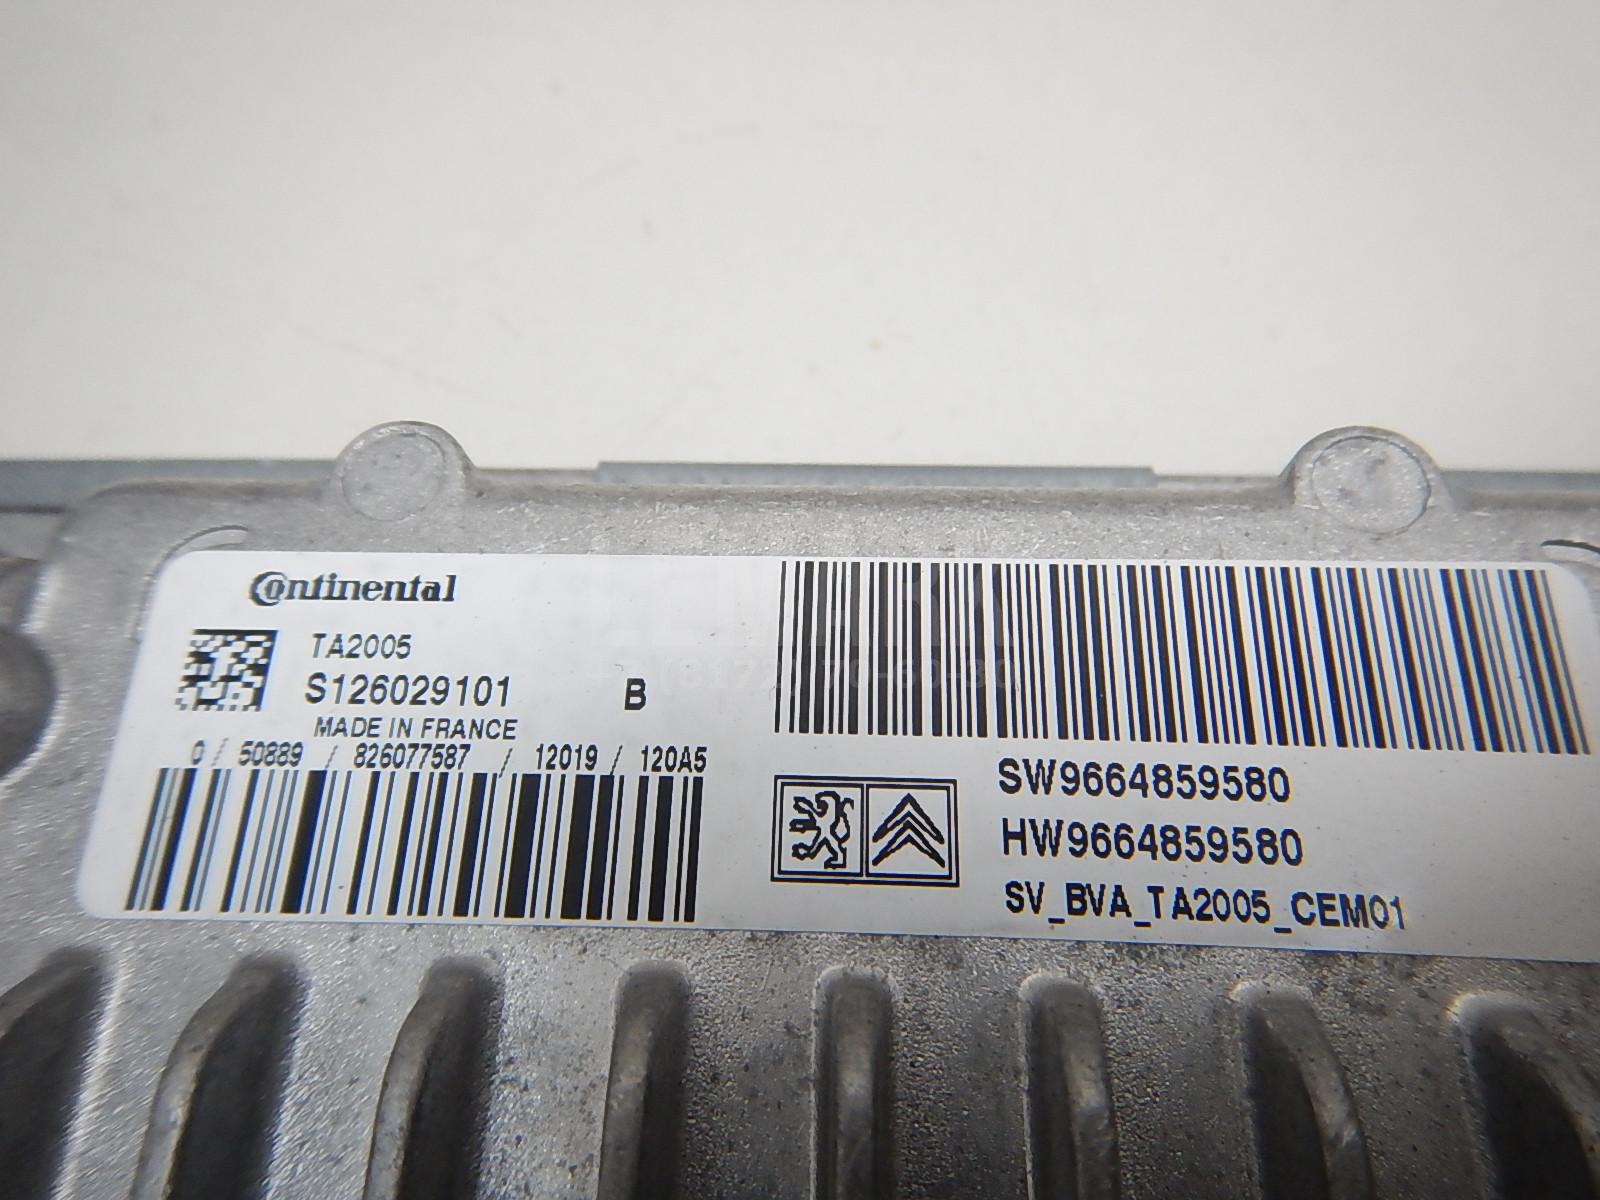 Continental
TA2005
S126029101 B
MADE IN FRANCE
0 / 50889 / 826077587 / 12019 / 120A5
SW9664859580
HW9664859580
SV_BVA_TA2005_CEM01